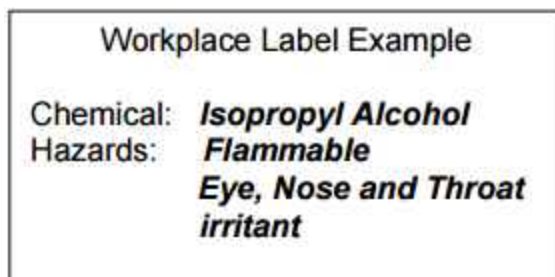 Workplace Label Example
Chemical: Isopropyl Alcohol
Hazards: Flammable
Eye, Nose and Throat
irritant